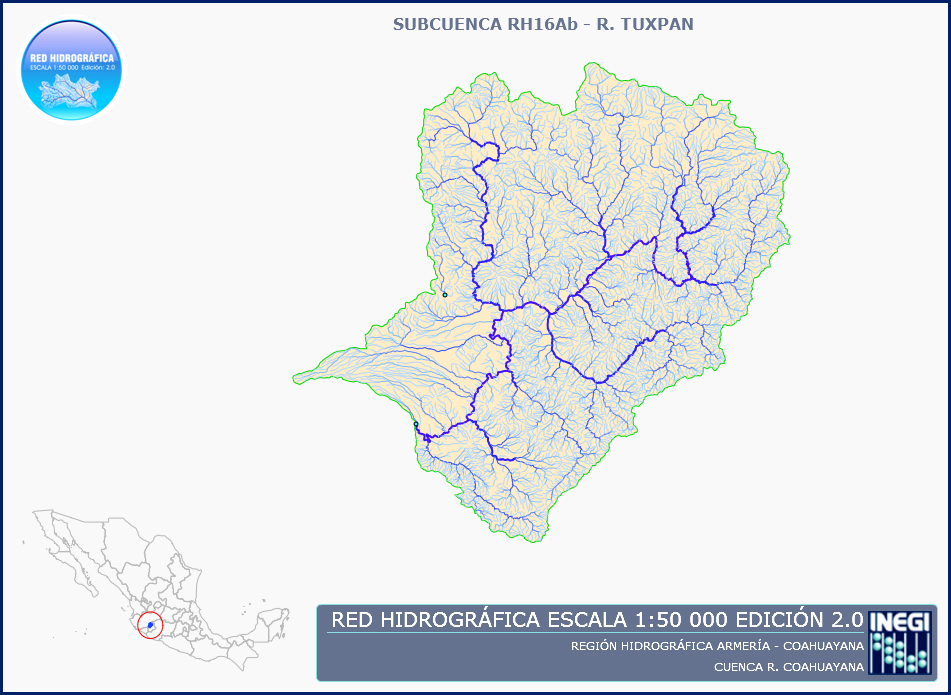 SUBCUENCA RH16Ab - R. TUXPAN
RED HIDROGRÁFICA
ESCALA 1:50 000 Edición: 2.0
RED HIDROGRÁFICA ESCALA 1:50 000 EDICIÓN 2.0
REGIÓN HIDROGRÁFICA ARMERÍA - COAHUAYANA
CUENCA R. COAHUAYANA
INEGI